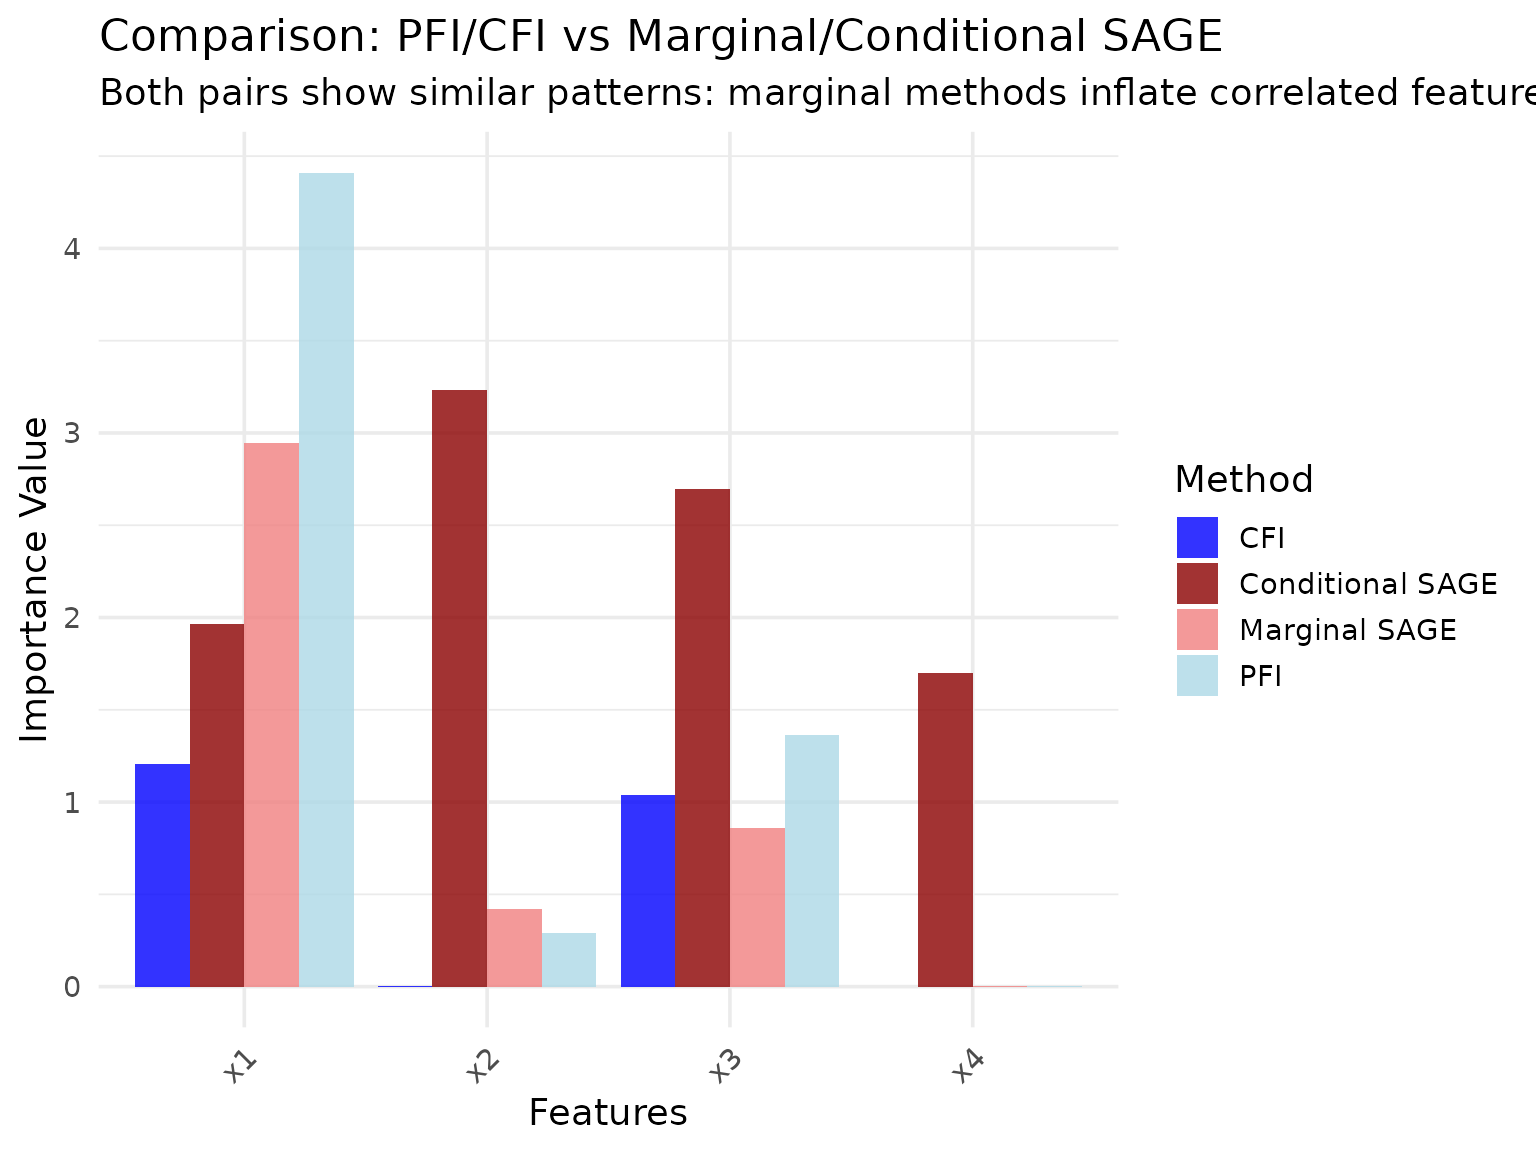 Comparison: PFI/CFI vs Marginal/Conditional SAGE
Both pairs show similar patterns: marginal methods inflate correlated feature
4
3
2
1
0
Importance Value
x1
x2
x3
x4
Features
Method
CFI
Conditional SAGE
Marginal SAGE
PFI